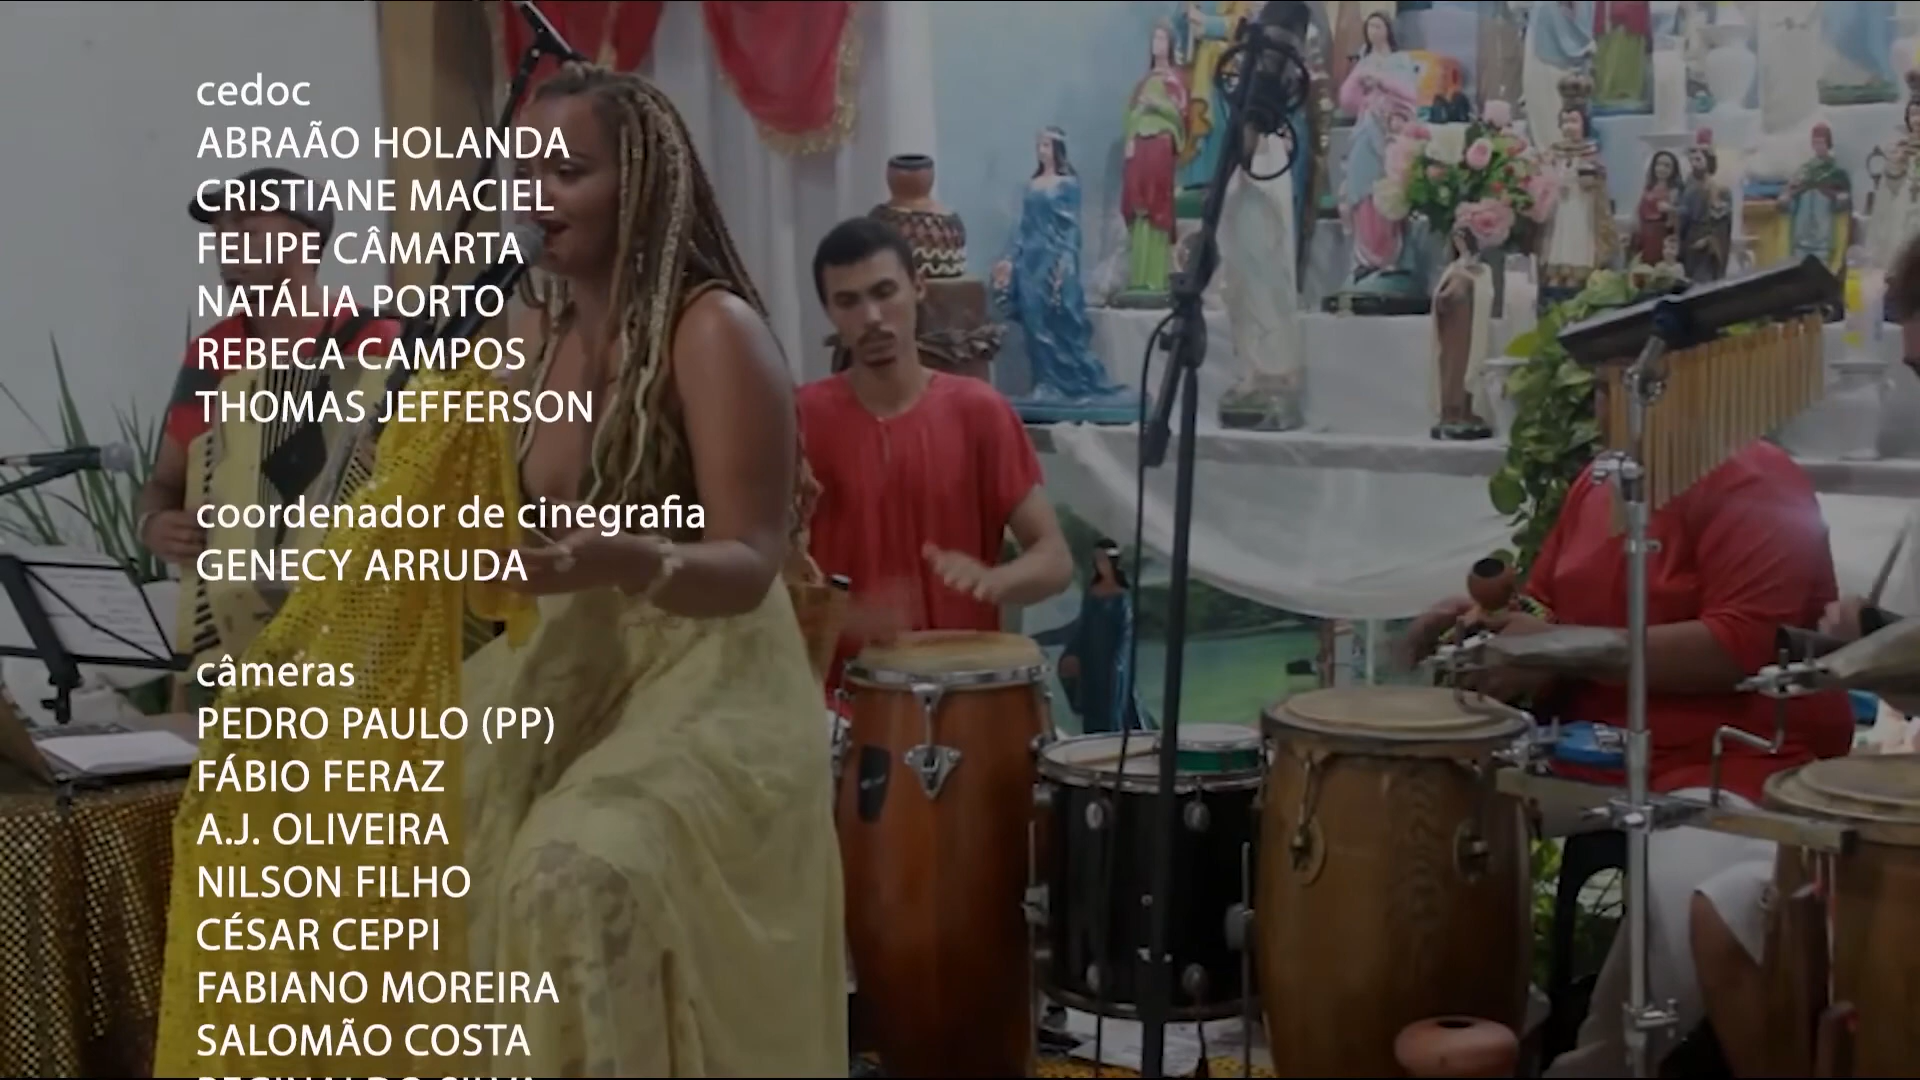 cedoc
ABRAÃO HOLANDA
CRISTIANE MACIEL
FELIPE CÂMARTA
NATÁLIA PORTO
REBECA CAMPOS
THOMAS JEFFERSON
coordenador de cinegrafia
GENECY ARRUDA
câmeras
PEDRO PAULO (PP)
FÁBIO FERAZ
A.J. OLIVEIRA
NILSON FILHO
CÉSAR CEPPI
FABIANO MOREIRA
SALOMÃO COSTA